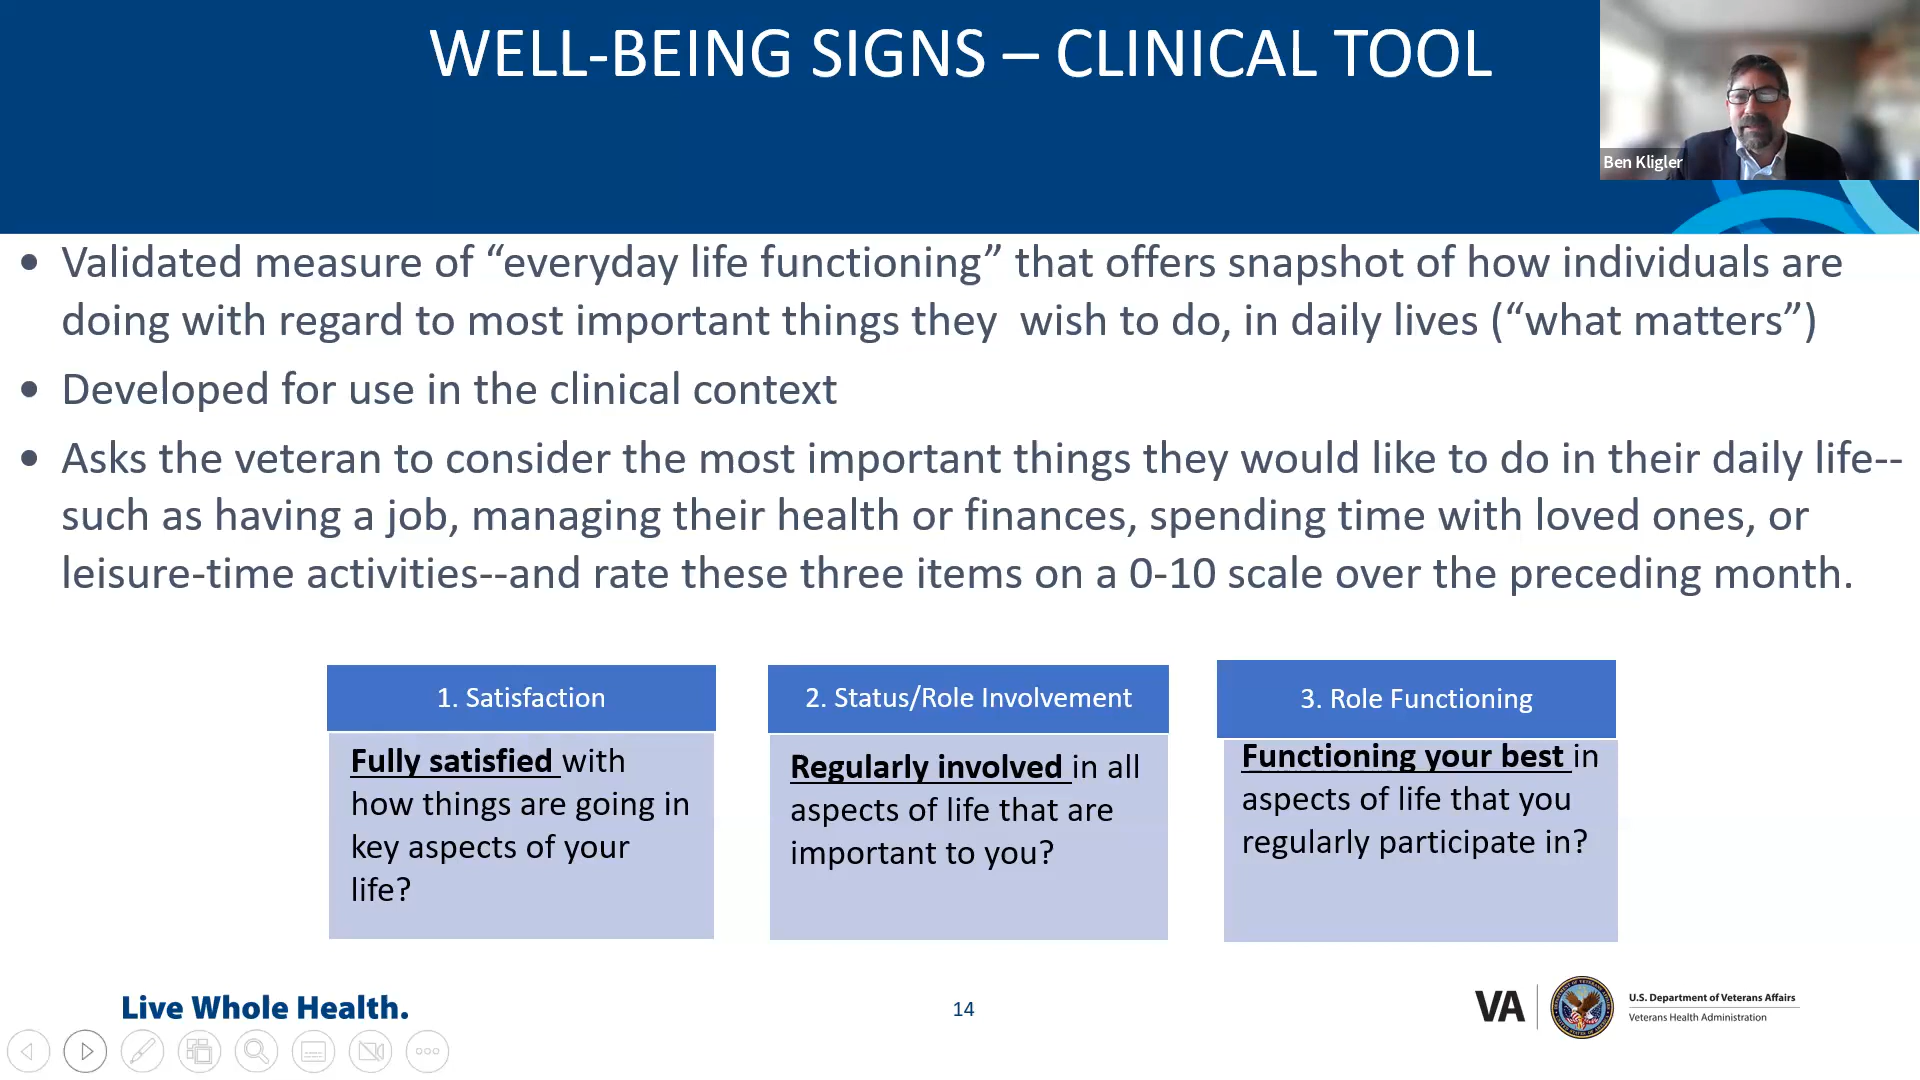 WELL-BEING SIGNS – CLINICAL TOOL
Ben Kligler
• Validated measure of “everyday life functioning” that offers snapshot of how individuals are
doing with regard to most important things they  wish to do, in daily lives (“what matters”)
• Developed for use in the clinical context
• Asks the veteran to consider the most important things they would like to do in their daily life--
such as having a job, managing their health or finances, spending time with loved ones, or
leisure-time activities--and rate these three items on a 0-10 scale over the preceding month.
1. Satisfaction
Fully satisfied with
how things are going in
key aspects of your
life?
2. Status/Role Involvement
Regularly involved in all
aspects of life that are
important to you?
3. Role Functioning
Functioning your best in
aspects of life that you
regularly participate in?
Live Whole Health.
14
VA
U.S. Department of Veterans Affairs
Veterans Health Administration